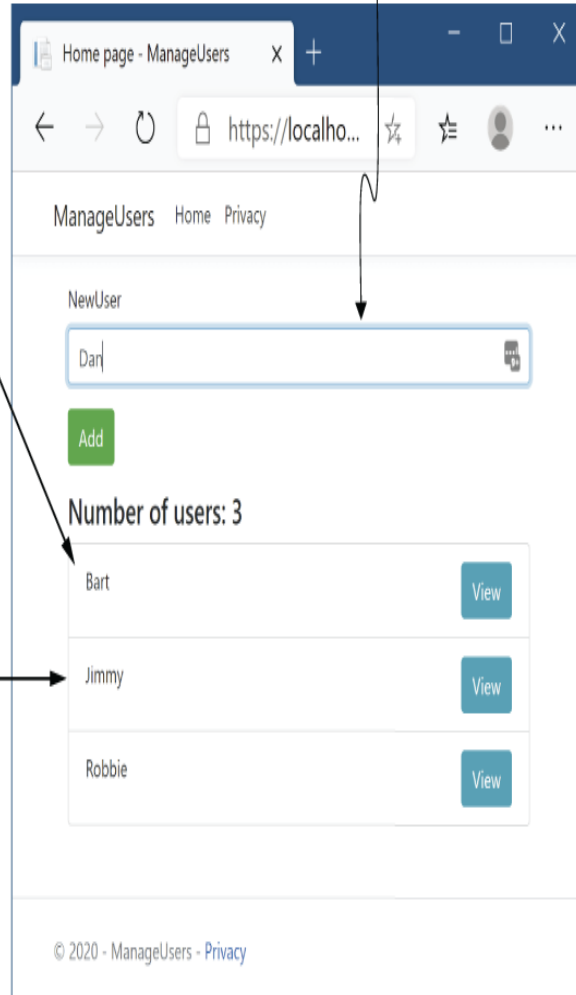 Home page - ManageUsers
https://localho...
ManageUsers Home Privacy
NewUser
Dan
Add
Number of users: 3
Bart View
Jimmy View
Robbie View
© 2020 - ManageUsers - Privacy